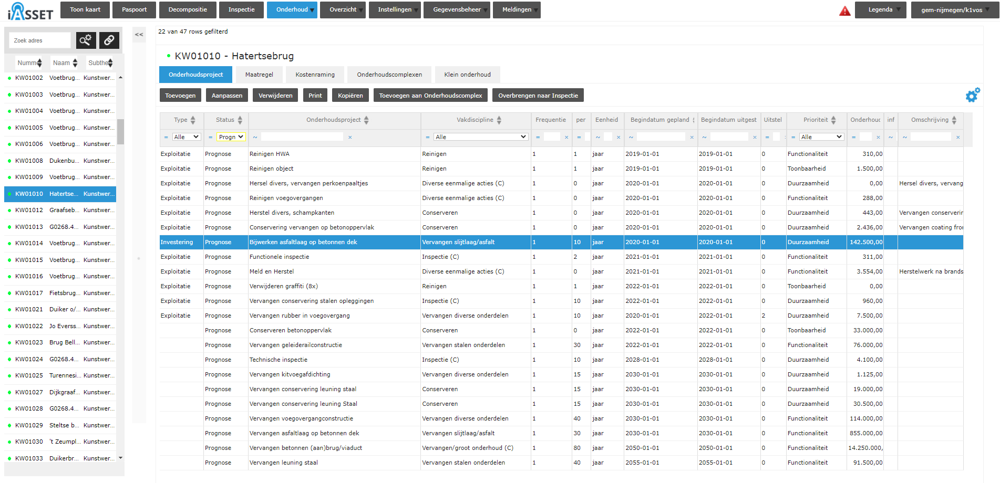 iASSET
Toon kaart Paspoort Decompositie Inspectie Onderhoud Overzicht Instellingen Gegevensbeheer Meldingen Legenda gem-nijmegen/k1vos
Zoek adres
<<
22 van 47 rows gefilterd
KW01010 - Hatertsebrug
Onderhoudsproject Maatregel Kostenraming Onderhoudscomplexen Klein onderhoud
Toevoegen Aanpassen Verwijderen Print Kopiëren Toevoegen aan Onderhoudscomplex Overbrengen naar Inspectie
Numme Naam Subthe
KW01002 Voetbrug... Kunstwer...
KW01003 Voetbrug... Kunstwer...
KW01004 Voetbrug... Kunstwer...
KW01005 Voetbrug... Kunstwer...
KW01006 Voetbrug... Kunstwer...
KW01008 Dukenbu... Kunstwer...
KW01009 Voetbrug... Kunstwer...
KW01010 Hatertse... Kunstwer...
KW01012 Graafseb... Kunstwer...
KW01013 G0268.4... Kunstwer...
KW01014 Voetbrug... Kunstwer...
KW01015 Voetbrug... Kunstwer...
KW01016 Voetbrug... Kunstwer...
KW01017 Fietsbrug... Kunstwer...
KW01021 Duiker o/... Kunstwer...
KW01022 Jo Everss... Kunstwer...
KW01023 Brug Bell... Kunstwer...
KW01024 G0268.4... Kunstwer...
KW01025 Turennesi... Kunstwer...
KW01027 Dijkgraaf... Kunstwer...
KW01028 G0268.4... Kunstwer...
KW01029 Steltse b... Kunstwer...
KW01030 't Zeumpl... Kunstwer...
KW01033 Duikerbr... Kunstwer...
Type Status Onderhoudsproject Vakdiscipline Frequentie per Eenheid Begindatum gepland Begindatum uitgest Uitstel Prioriteit Onderhouc inf Omschrijving
= Alle = Progn ~ × = Alle = × = ~ × ~ × ~ × = = Alle = × ~ ~ ×
Exploitatie Prognose Reinigen HWA Reinigen 1 1 jaar 2019-01-01 2019-01-01 0 Functionaliteit 310,00
Exploitatie Prognose Reinigen object Reinigen 1 1 jaar 2019-01-01 2019-01-01 0 Toonbaarheid 1.500,00
Exploitatie Prognose Hersel divers, vervangen perkoenpaaltjes Diverse eenmalige acties (C) 1 0 jaar 2020-01-01 2020-01-01 0 Duurzaamheid 0,00 Hersel divers, vervang
Exploitatie Prognose Reinigen voegovergangen Diverse eenmalige acties (C) 1 0 jaar 2020-01-01 2020-01-01 0 Functionaliteit 288,00
Exploitatie Prognose Herstel divers, schampkanten Conserveren 1 0 jaar 2020-01-01 2020-01-01 0 Duurzaamheid 443,00 Vervangen conserverin
Exploitatie Prognose Conservering vervangen op betonoppervlak Conserveren 1 0 jaar 2020-01-01 2020-01-01 0 Duurzaamheid 2.436,00 Vervangen coating fro
Investering Prognose Bijwerken asfaltlaag op betonnen dek Vervangen slijtlaag/asfalt 1 10 jaar 2020-01-01 2020-01-01 0 Duurzaamheid 142.500,00
Exploitatie Prognose Functionele inspectie Inspectie (C) 1 2 jaar 2021-01-01 2021-01-01 0 Functionaliteit 311,00
Exploitatie Prognose Meld en Herstel Diverse eenmalige acties (C) 1 0 jaar 2021-01-01 2021-01-01 0 Functionaliteit 3.554,00 Herstelwerk na brands
Exploitatie Prognose Verwijderen graffiti (8x) Reinigen 1 1 jaar 2022-01-01 2022-01-01 0 Toonbaarheid 0,00
Exploitatie Prognose Vervangen conservering stalen opleggingen Inspectie (C) 1 10 jaar 2022-01-01 2022-01-01 0 Duurzaamheid 960,00
Exploitatie Prognose Vervangen rubber in voegovergang Vervangen diverse onderdelen 1 10 jaar 2020-01-01 2022-01-01 2 Duurzaamheid 7.500,00
Prognose Conserveren betonoppervlak Conserveren 1 0 jaar 2022-01-01 2022-01-01 0 Toonbaarheid 33.000,00
Prognose Vervangen geleiderailconstructie Vervangen stalen onderdelen 1 30 jaar 2022-01-01 2022-01-01 0 Functionaliteit 76.000,00
Prognose Technische inspectie Inspectie (C) 1 10 jaar 2028-01-01 2028-01-01 0 Duurzaamheid 4.100,00
Prognose Vervangen kitvoegafdichting Vervangen diverse onderdelen 1 15 jaar 2030-01-01 2030-01-01 0 Duurzaamheid 1.125,00
Prognose Vervangen conservering leuning staal Conserveren 1 15 jaar 2030-01-01 2030-01-01 0 Duurzaamheid 19.000,00
Prognose Vervangen conservering leuning Staal Conserveren 1 15 jaar 2030-01-01 2030-01-01 0 Duurzaamheid 30.500,00
Prognose Vervangen voegovergangconstructie Vervangen diverse onderdelen 1 40 jaar 2030-01-01 2030-01-01 0 Functionaliteit 114.000,00
Prognose Vervangen asfaltlaag op betonnen dek Vervangen slijtlaag/asfalt 1 30 jaar 2030-01-01 2030-01-01 0 Functionaliteit 855.000,00
Prognose Vervangen betonnen (aan)brug/viaduct Vervangen/groot onderhoud (C) 1 80 jaar 2050-01-01 2050-01-01 0 Functionaliteit 14.250.000,
Prognose Vervangen leuning staal Vervangen stalen onderdelen 1 40 jaar 2055-01-01 2055-01-01 0 Functionaliteit 91.500,00